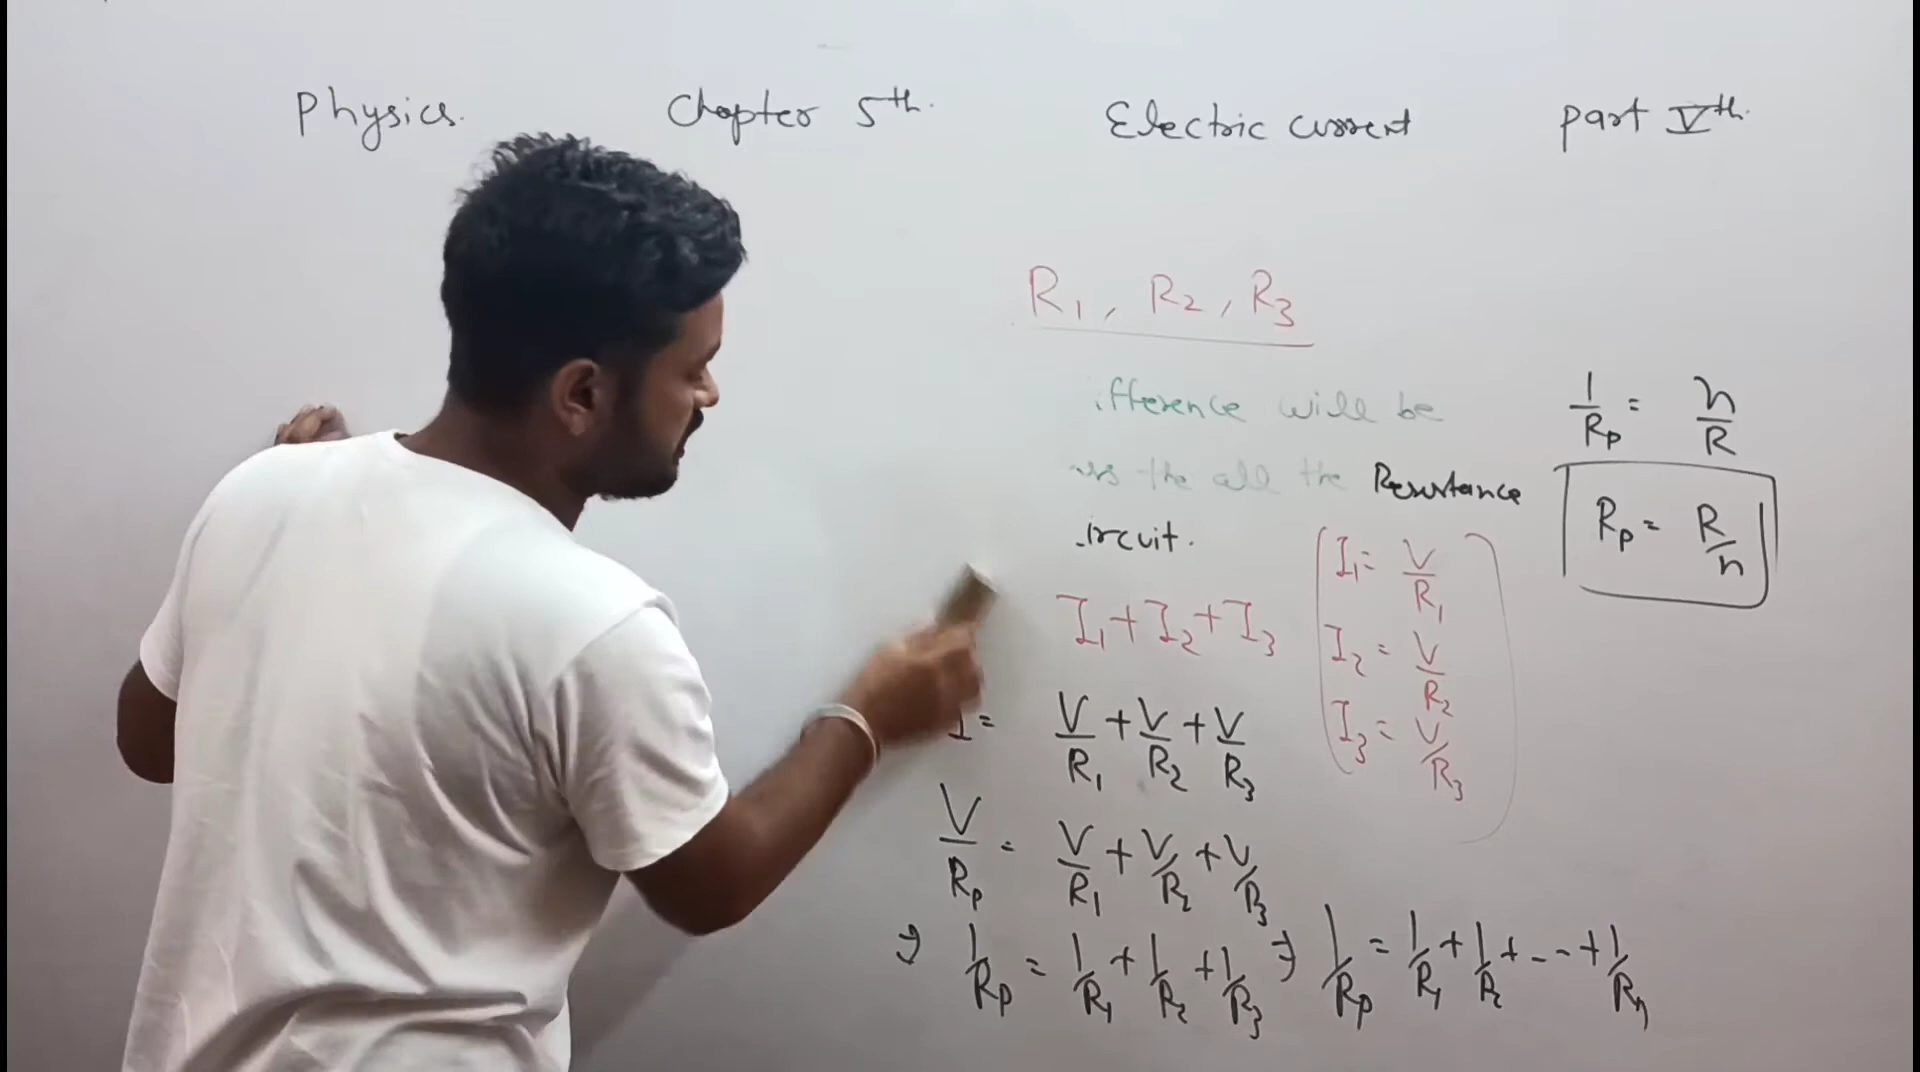 Physics. Chapter 5th. Electric current part Vth.
R1, R2, R3
ifference will be
the all the Resistance
ircuit.
I1+I2+I3
I = V/R1 + V/R2 + V/R3
V/Rp = V/R1 + V/R2 + V/R3
⇒ 1/Rp = 1/R1 + 1/R2 + 1/R3 ⇒ 1/Rp = 1/R1 + 1/R2 + --- + 1/Rn
I1 = V/R1
I2 = V/R2
I3 = V/R3
1/Rp = n/R
Rp = R/n